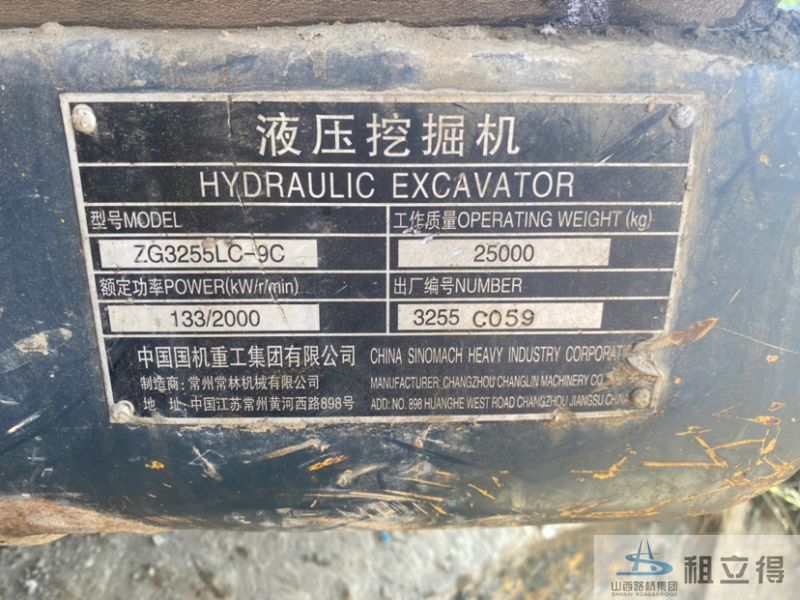 液压挖掘机
HYDRAULIC EXCAVATOR
型号MODEL
工作质量OPERATING WEIGHT (kg)
ZG3255LC-9C
25000
额定功率POWER(kW/r/min)
出厂编号NUMBER
133/2000
3255 C059
中国国机重工集团有限公司 CHINA SINOMACH HEAVY INDUSTRY CORPORATI
制造商: 常州常林机械有限公司 MANUFACTURER: CHANGZHOU CHANGLIN MACHINERY CO
地 址: 中国江苏常州黄河西路898号 ADD: NO. 898 HUANGHE WEST ROAD CHANGZHOU JIANGSU CHINA
山西路桥集团
SHANXI ROAD&BRIDGE
租立得